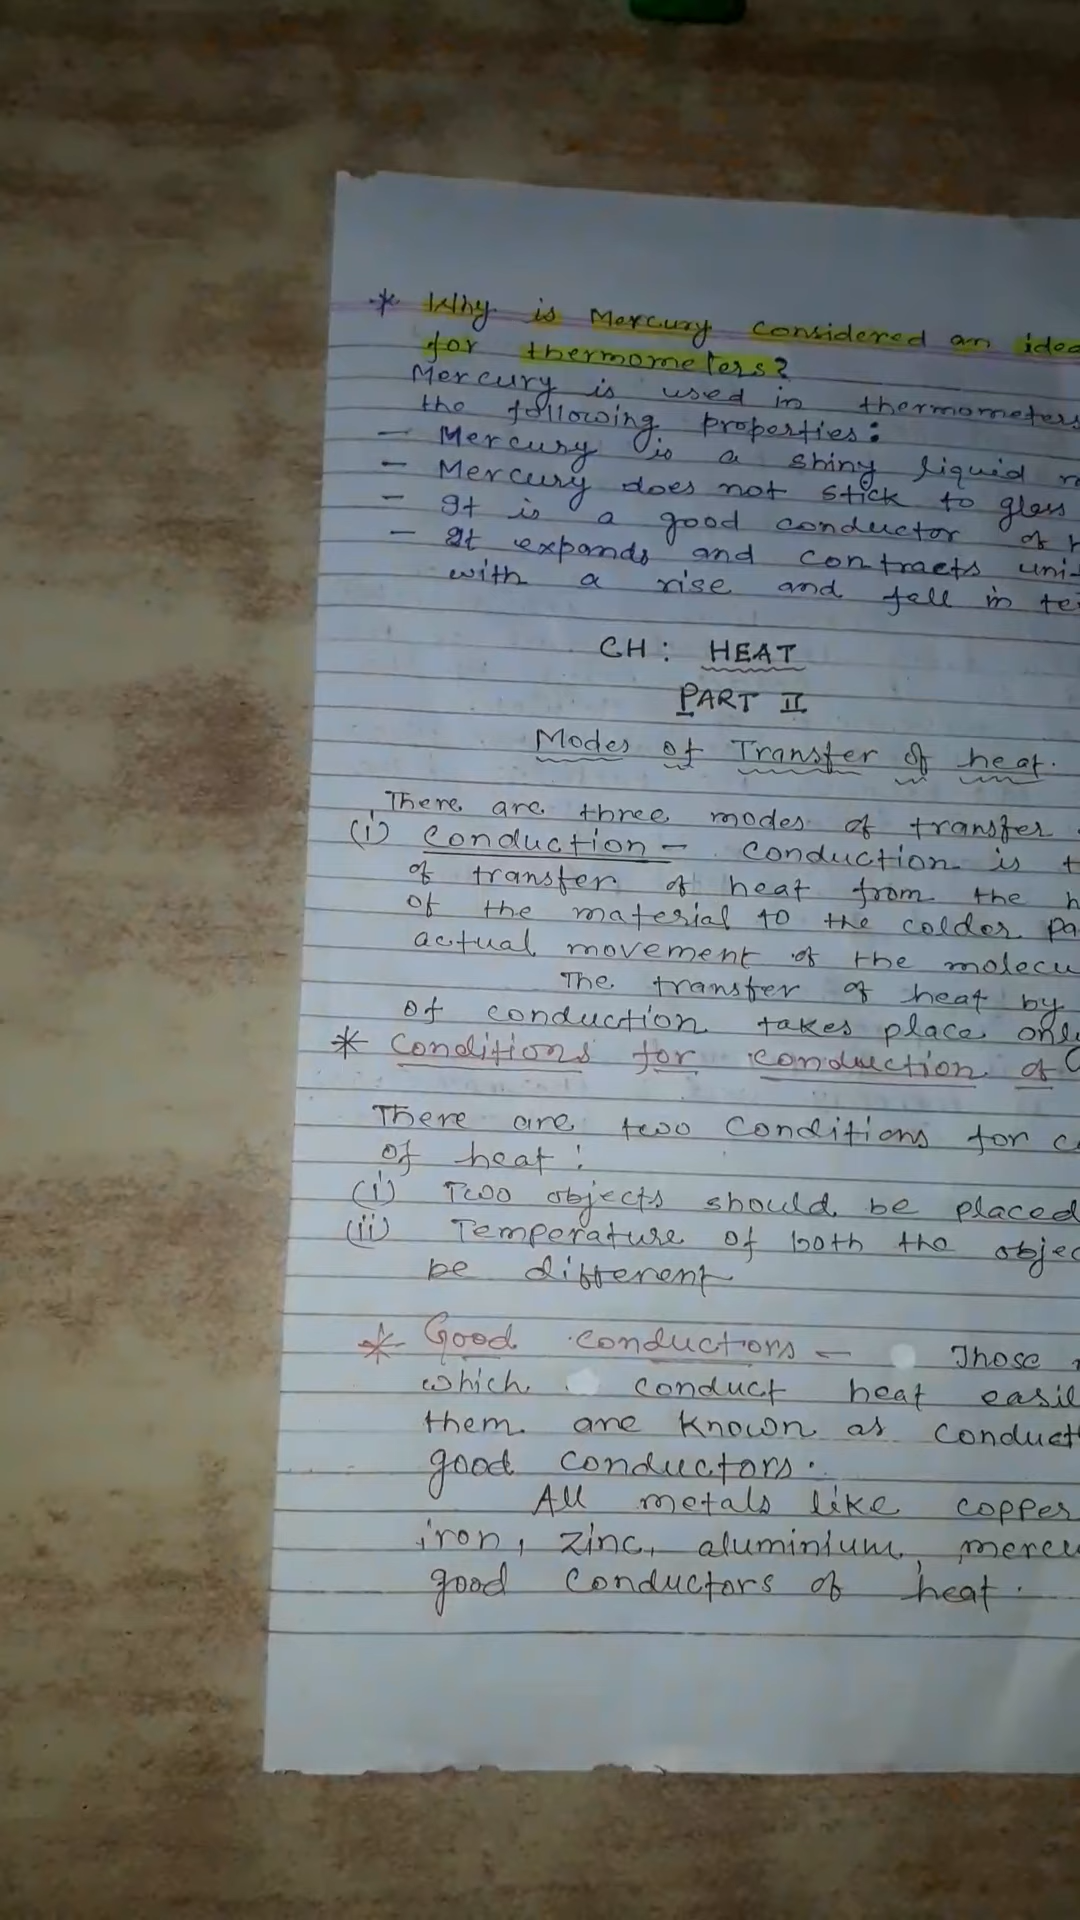 * Why is Mercury considered an idea
for thermometers?
Mercury is used in thermometers
the following properties:
- Mercury is a shiny liquid
- Mercury does not stick to glass
- It is a good conductor of h
- It expands and contracts uni-
with a rise and fall in te
CH: HEAT
PART II
Modes of Transfer of heat.
There are three modes of transfer
(i) Conduction - conduction is t
of transfer of heat from the h
of the material to the colder pa
actual movement of the molecu
The transfer of heat by
of conduction takes place only
* Conditions for conduction of
There are two conditions for co
of heat:
(i) Two objects should be placed
(ii) Temperature of both the objec
be different
* Good conductors - Those
which conduct heat easil
them are known as conduct
good conductors.
All metals like copper
iron, zinc, aluminium, mercu
good conductors of heat.